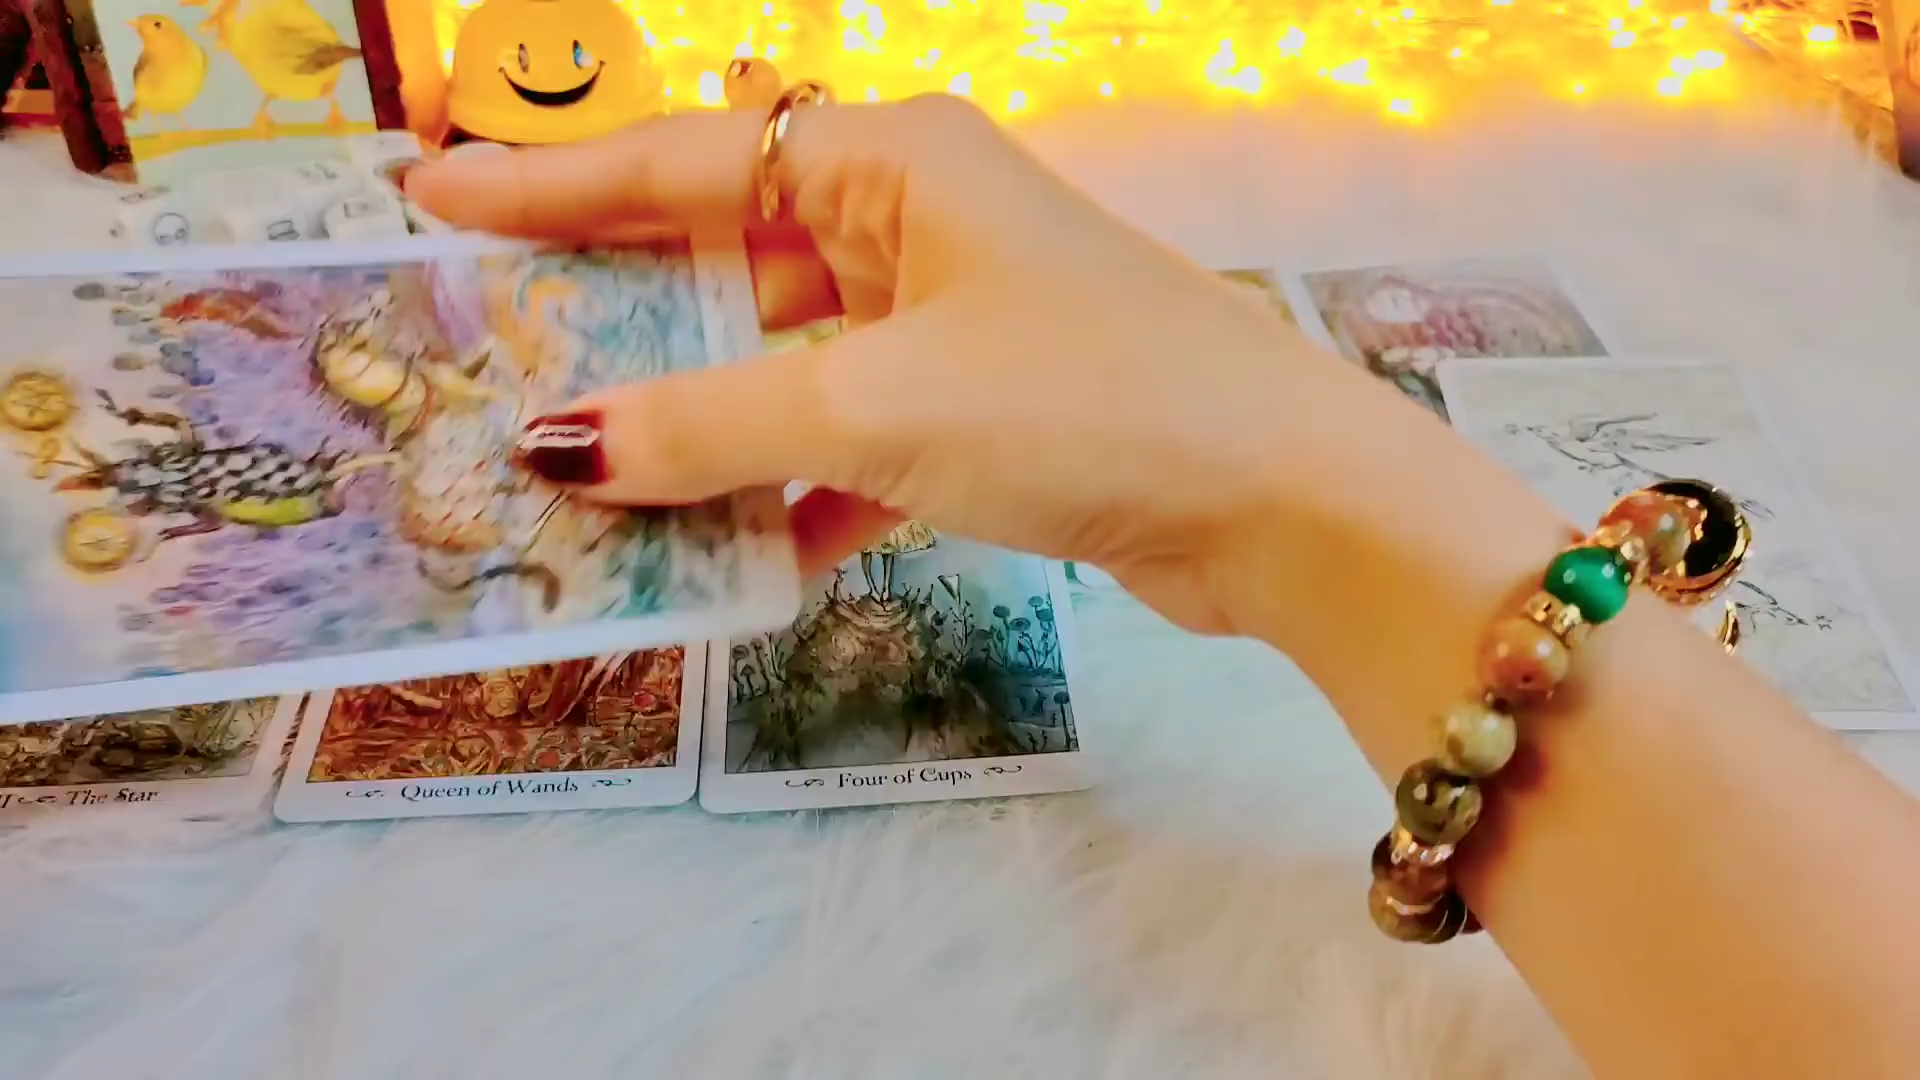 The Star
Queen of Wands
Four of Cups